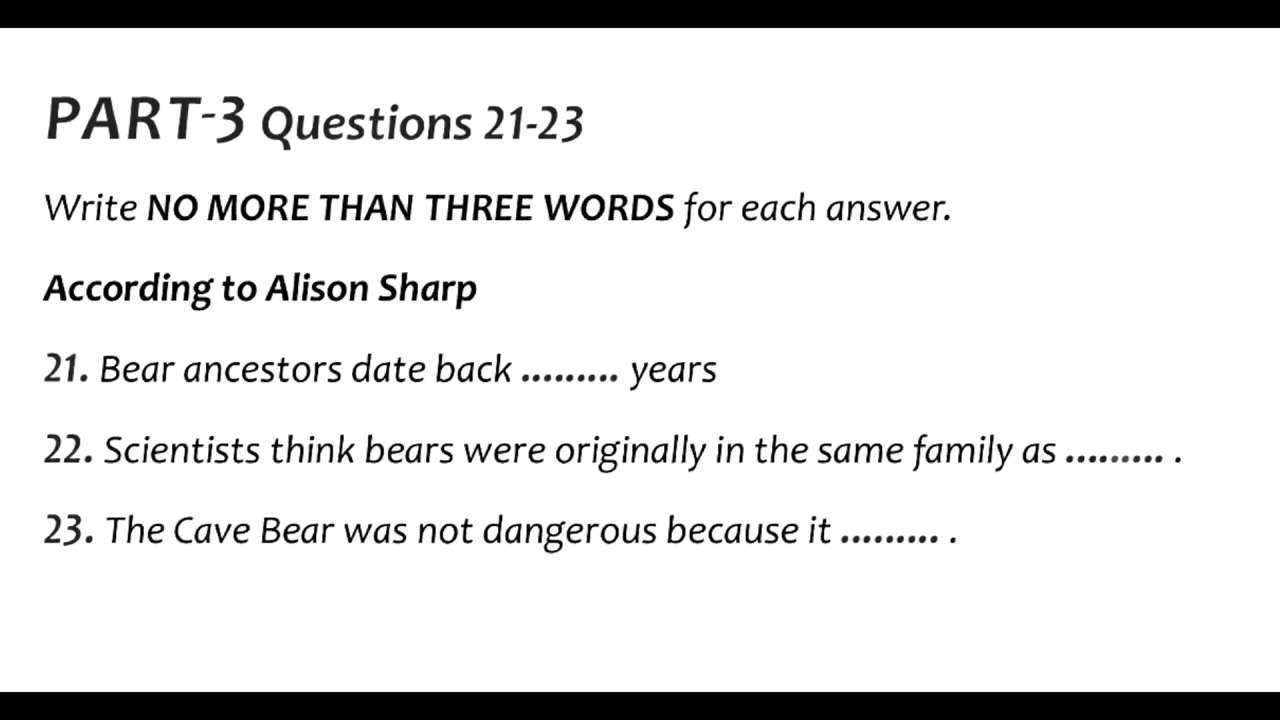 PART-3 Questions 21-23
Write NO MORE THAN THREE WORDS for each answer.
According to Alison Sharp
21. Bear ancestors date back ......... years
22. Scientists think bears were originally in the same family as ......... .
23. The Cave Bear was not dangerous because it ......... .